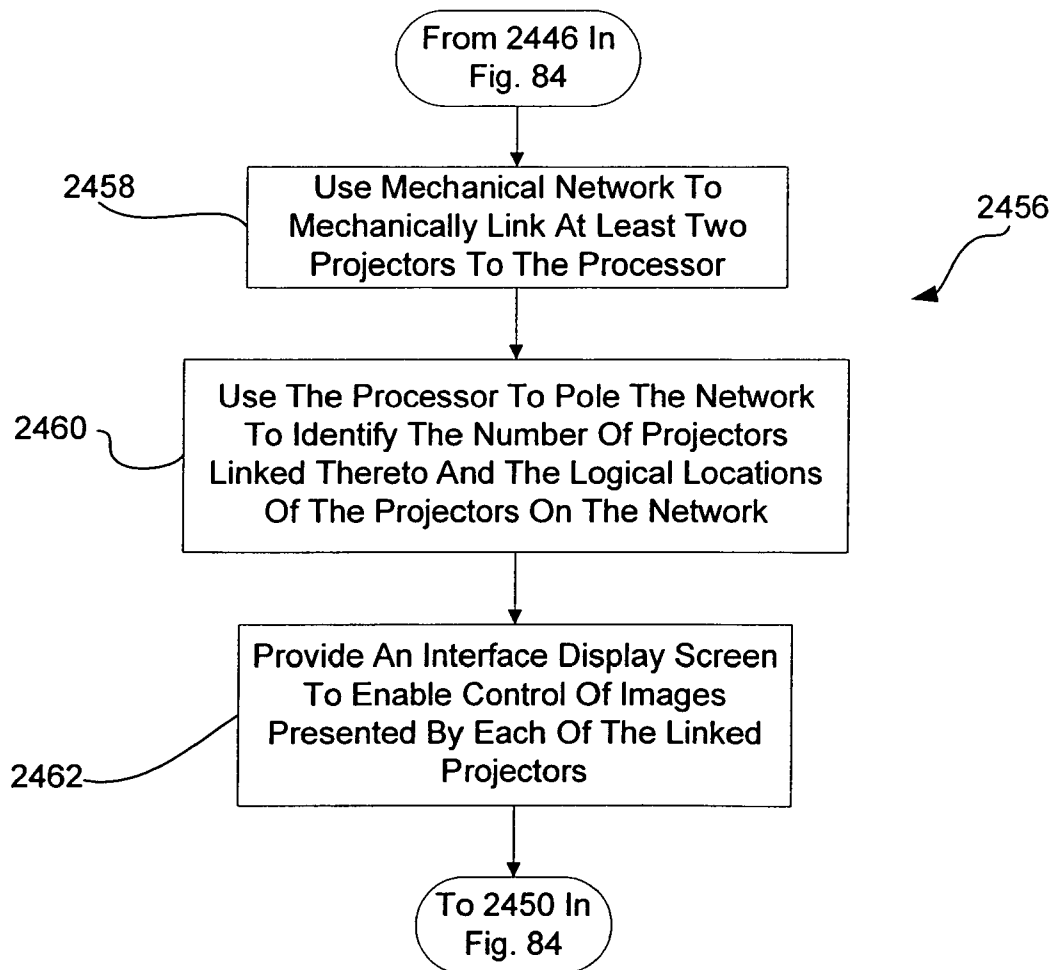 From 2446 In
Fig. 84
2458
Use Mechanical Network To
Mechanically Link At Least Two
Projectors To The Processor
2456
2460
Use The Processor To Pole The Network
To Identify The Number Of Projectors
Linked Thereto And The Logical Locations
Of The Projectors On The Network
Provide An Interface Display Screen
To Enable Control Of Images
Presented By Each Of The Linked
Projectors
2462
To 2450 In
Fig. 84